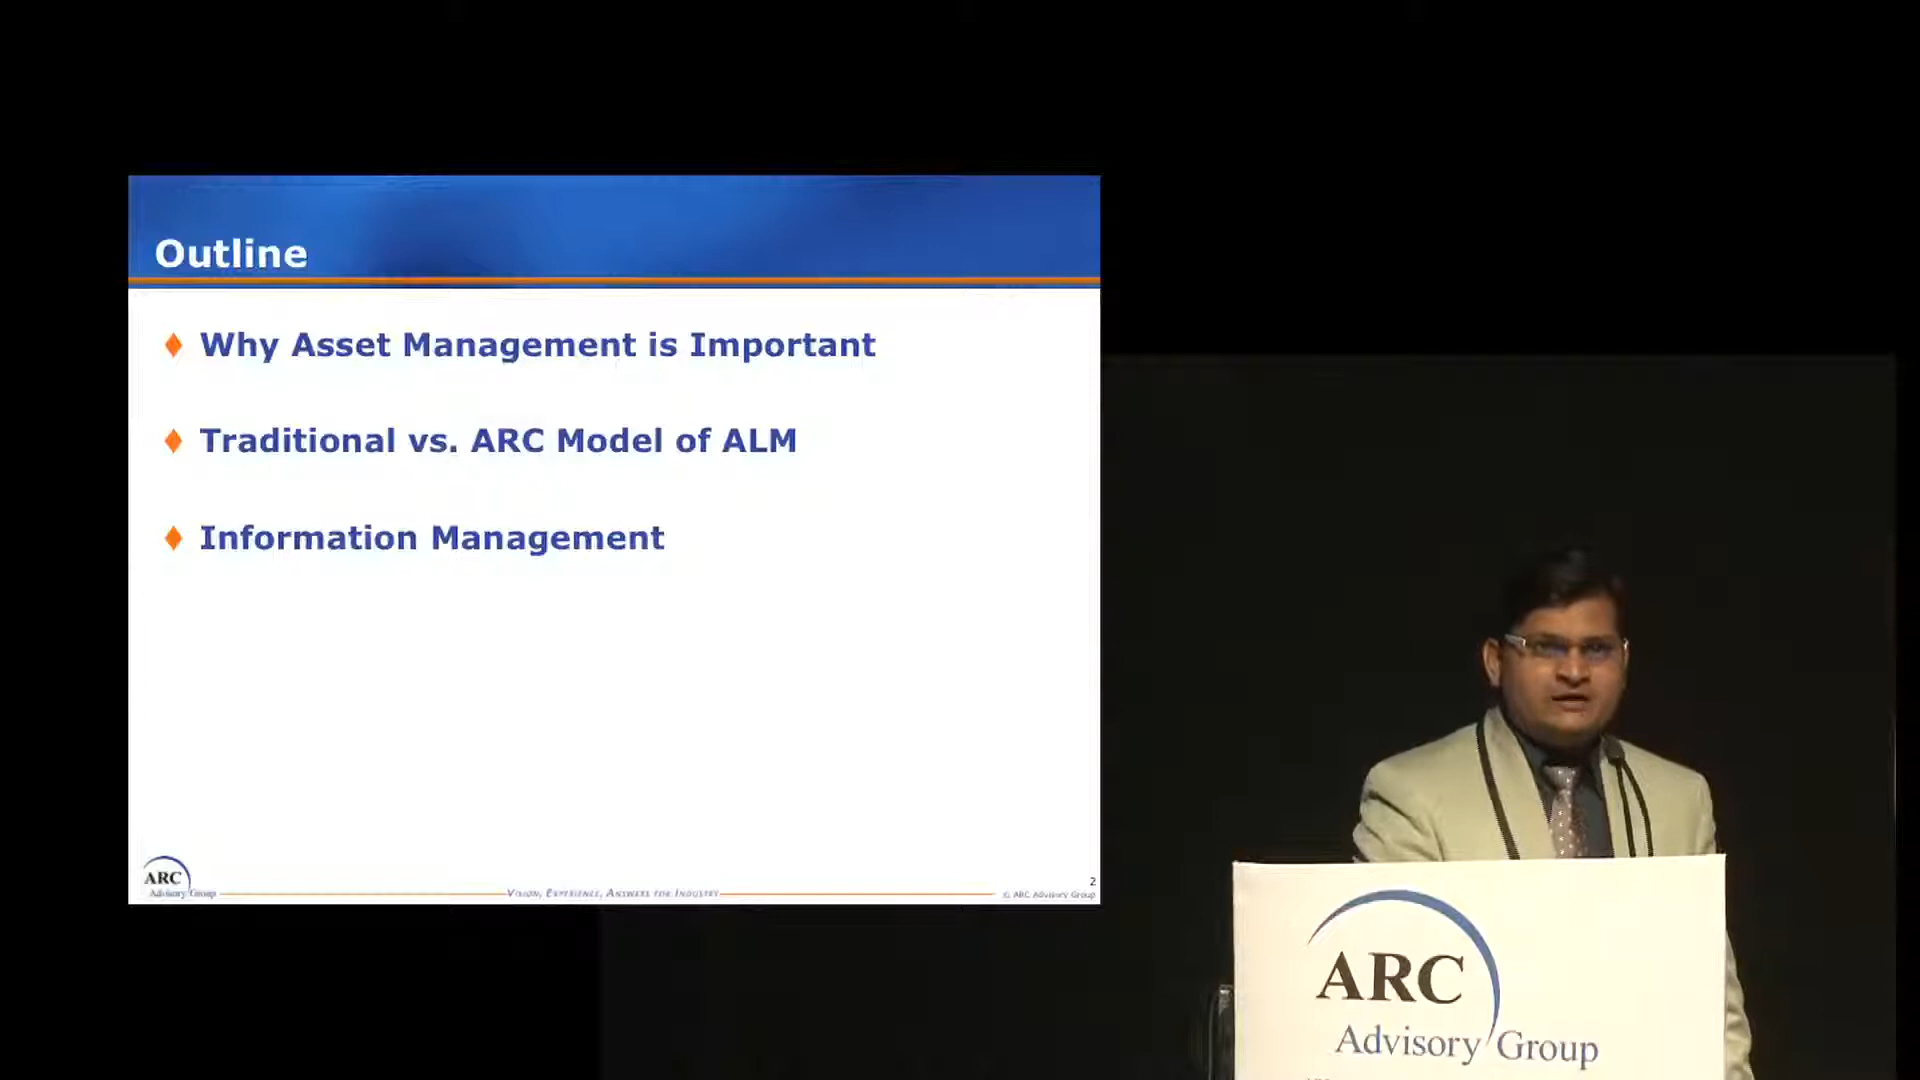 Outline
Why Asset Management is Important
Traditional vs. ARC Model of ALM
Information Management
ARC
Advisory Group
VISION, EXPERIENCE, ANSWERS FOR INDUSTRY
2
© ARC Advisory Group
ARC
Advisory Group